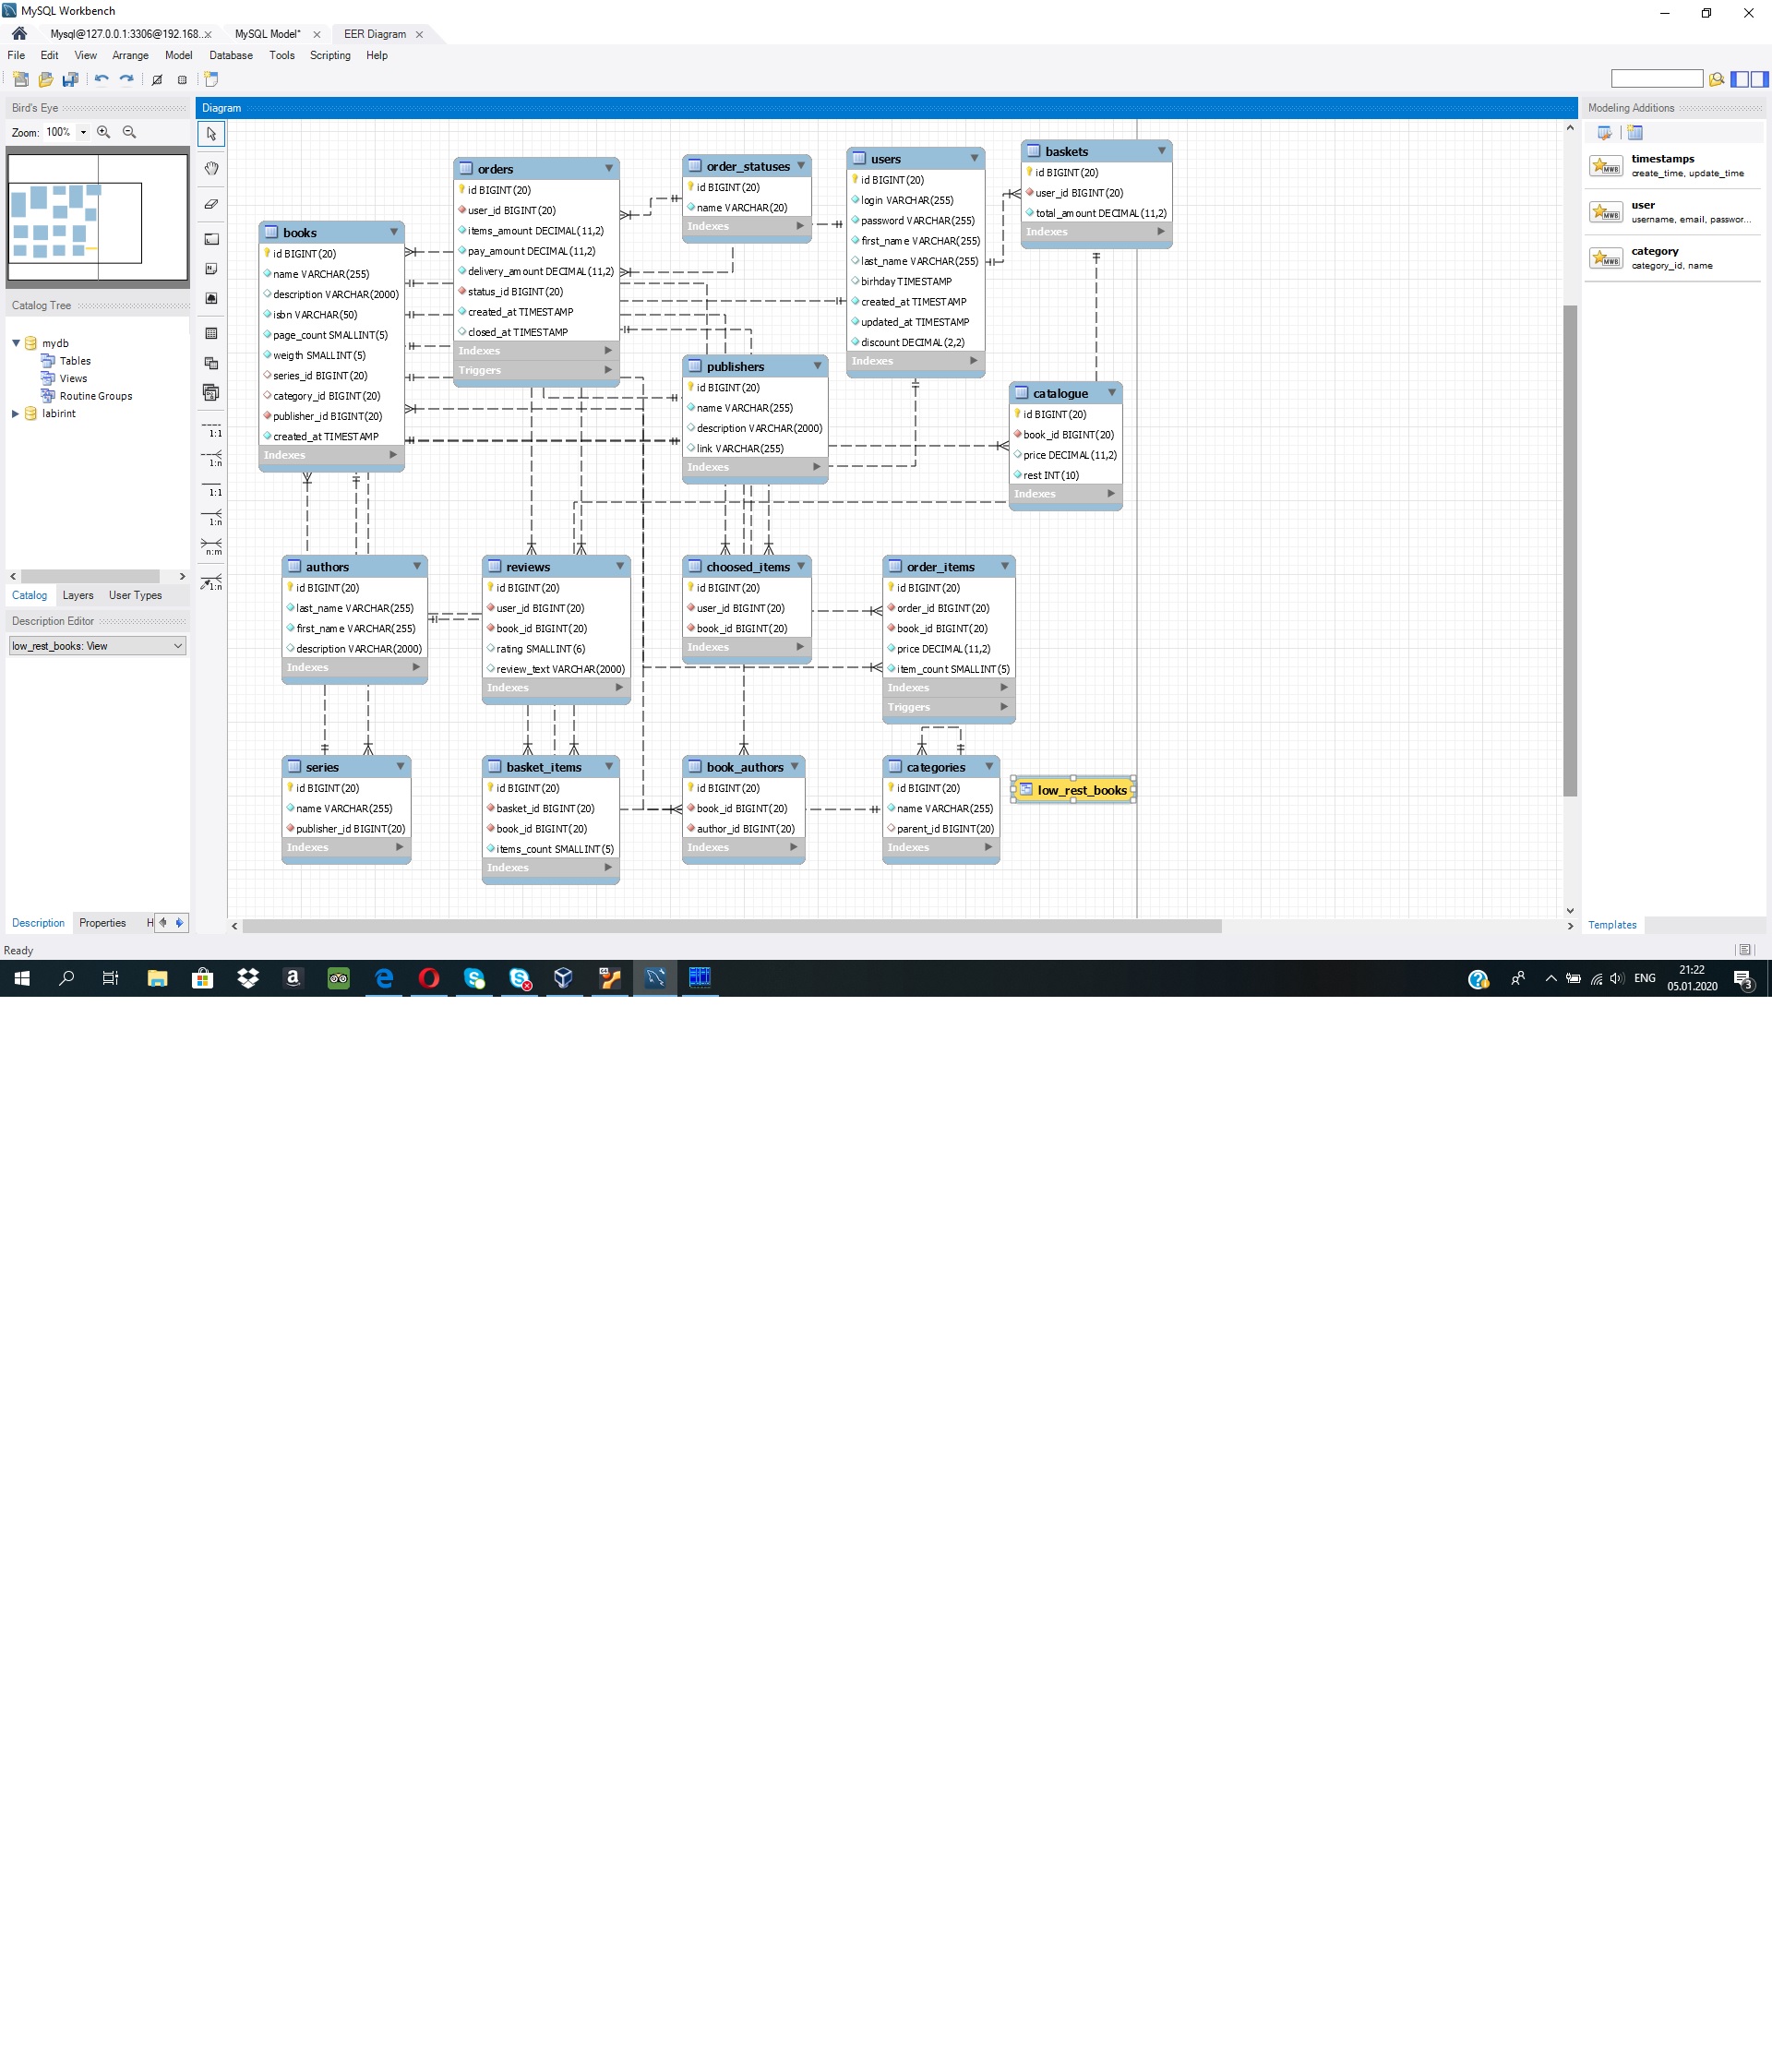 MySQL Workbench
Mysql@127.0.0.1:3306@192.168..
MySQL Model*
EER Diagram
File Edit View Arrange Model Database Tools Scripting Help
Bird's Eye
Zoom: 100%
Catalog Tree
mydb
Tables
Views
Routine Groups
labirint
Catalog Layers User Types
Description Editor
low_rest_books: View
Description Properties H
Ready
Diagram
1:1
1:n
1:1
1:n
n:m
1:n
books
id BIGINT(20)
name VARCHAR(255)
description VARCHAR(2000)
isbn VARCHAR(50)
page_count SMALLINT(5)
weigth SMALLINT(5)
series_id BIGINT(20)
category_id BIGINT(20)
publisher_id BIGINT(20)
created_at TIMESTAMP
Indexes
orders
id BIGINT(20)
user_id BIGINT(20)
items_amount DECIMAL(11,2)
pay_amount DECIMAL(11,2)
delivery_amount DECIMAL(11,2)
status_id BIGINT(20)
created_at TIMESTAMP
closed_at TIMESTAMP
Indexes
Triggers
order_statuses
id BIGINT(20)
name VARCHAR(20)
Indexes
users
id BIGINT(20)
login VARCHAR(255)
password VARCHAR(255)
first_name VARCHAR(255)
last_name VARCHAR(255)
birhday TIMESTAMP
created_at TIMESTAMP
updated_at TIMESTAMP
discount DECIMAL(2,2)
Indexes
baskets
id BIGINT(20)
user_id BIGINT(20)
total_amount DECIMAL(11,2)
Indexes
publishers
id BIGINT(20)
name VARCHAR(255)
description VARCHAR(2000)
link VARCHAR(255)
Indexes
catalogue
id BIGINT(20)
book_id BIGINT(20)
price DECIMAL(11,2)
rest INT(10)
Indexes
authors
id BIGINT(20)
last_name VARCHAR(255)
first_name VARCHAR(255)
description VARCHAR(2000)
Indexes
reviews
id BIGINT(20)
user_id BIGINT(20)
book_id BIGINT(20)
rating SMALLINT(6)
review_text VARCHAR(2000)
Indexes
choosed_items
id BIGINT(20)
user_id BIGINT(20)
book_id BIGINT(20)
Indexes
order_items
id BIGINT(20)
order_id BIGINT(20)
book_id BIGINT(20)
price DECIMAL(11,2)
item_count SMALLINT(5)
Indexes
Triggers
series
id BIGINT(20)
name VARCHAR(255)
publisher_id BIGINT(20)
Indexes
basket_items
id BIGINT(20)
basket_id BIGINT(20)
book_id BIGINT(20)
items_count SMALLINT(5)
Indexes
book_authors
id BIGINT(20)
book_id BIGINT(20)
author_id BIGINT(20)
Indexes
categories
id BIGINT(20)
name VARCHAR(255)
parent_id BIGINT(20)
Indexes
low_rest_books
Modeling Additions
MWB
timestamps
create_time, update_time
MWB
user
username, email, passwor...
MWB
category
category_id, name
Templates
ENG
21:22
05.01.2020
3